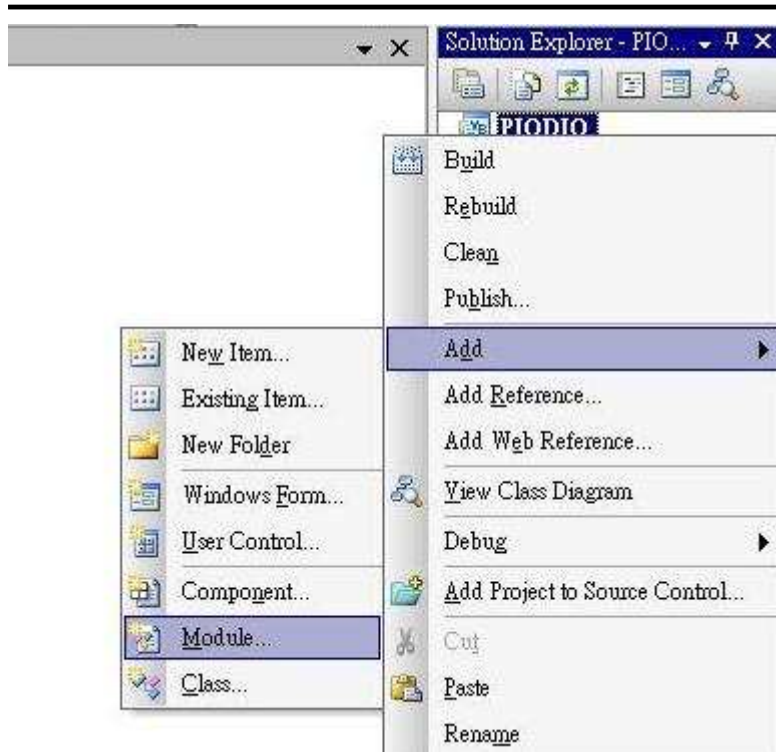 Solution Explorer - PIO...
PIODIO
Build
Rebuild
Clean
Publish...
Add
Add Reference...
Add Web Reference...
View Class Diagram
Debug
Add Project to Source Control...
Cut
Paste
Rename
New Item...
Existing Item...
New Folder
Windows Form...
User Control...
Component...
Module...
Class...